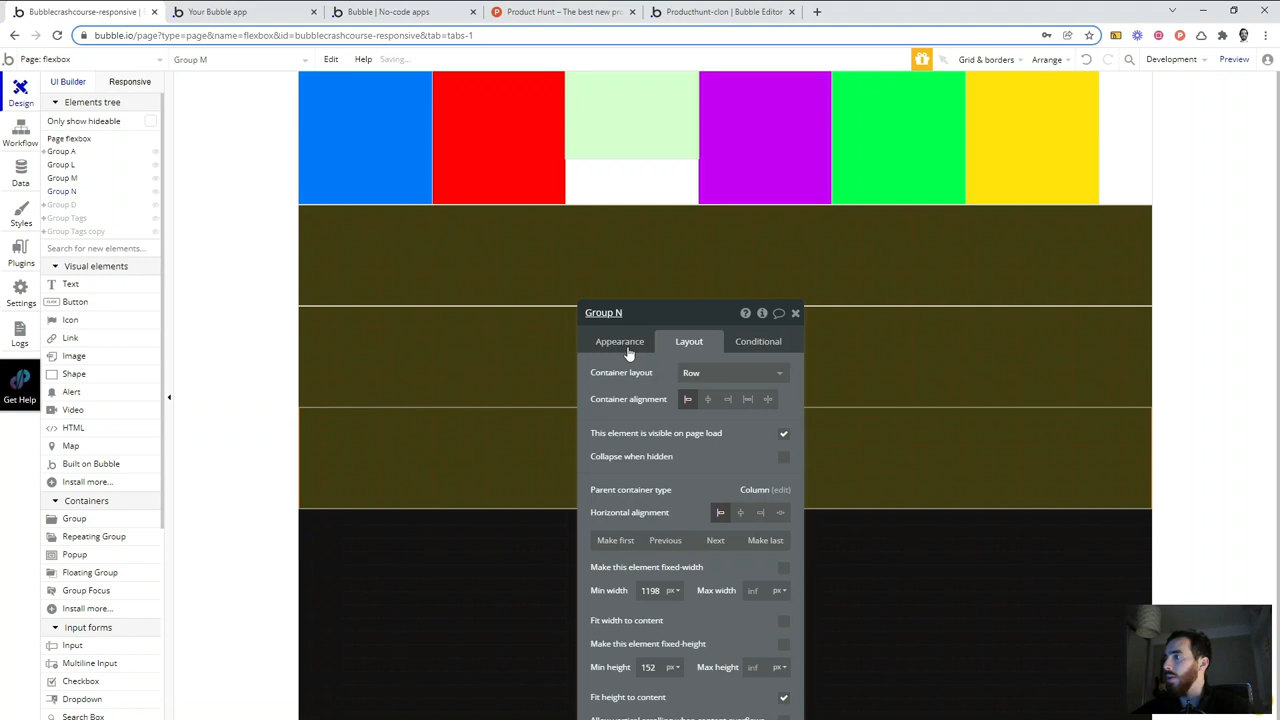 Bubblecrashcourse-responsive |
Your Bubble app
Bubble | No-code apps
Product Hunt – The best new pro
Producthunt-clon | Bubble Editor
bubble.io/page?type=page&name=flexbox&id=bubblecrashcourse-responsive&tab=tabs-1
Page: flexbox
Group M
Edit
Help
Saving...
Grid & borders
Arrange
Development
Preview
Design
Workflow
Data
Styles
Plugins
Settings
Logs
Get Help
UI Builder
Responsive
Elements tree
Only show hideable
Page flexbox
Group A
Group L
Group M
Group N
Group D
Group Tags
Group Tags copy
Search for new elements...
Visual elements
Text
Button
Icon
Link
Image
Shape
Alert
Video
HTML
Map
Built on Bubble
Install more...
Containers
Group
Repeating Group
Popup
Floating Group
Group Focus
Install more...
Input forms
Input
Multiline Input
Checkbox
Dropdown
Search Box
Group N
Appearance
Layout
Conditional
Container layout
Row
Container alignment
This element is visible on page load
Collapse when hidden
Parent container type
Column (edit)
Horizontal alignment
Make first
Previous
Next
Make last
Make this element fixed-width
Min width
1198 px
Max width
inf px
Fit width to content
Make this element fixed-height
Min height
152 px
Max height
inf px
Fit height to content
Allow vertical scrolling when content overflows